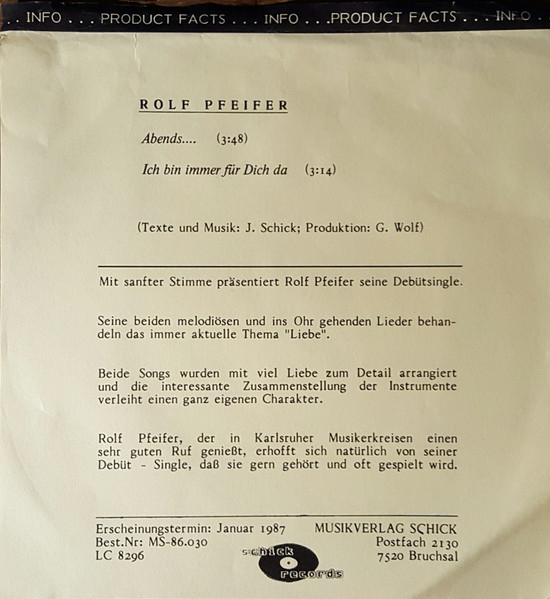 . . INFO . . . PRODUCT FACTS . . . INFO . . .PRODUCT FACTS . . . INFO .
ROLF PFEIFER
Abends.... (3:48)
Ich bin immer für Dich da (3:14)
(Texte und Musik: J. Schick; Produktion: G. Wolf)
Mit sanfter Stimme präsentiert Rolf Pfeifer seine Debütsingle.
Seine beiden melodiösen und ins Ohr gehenden Lieder behan-
deln das immer aktuelle Thema "Liebe".
Beide Songs wurden mit viel Liebe zum Detail arrangiert
und die interessante Zusammenstellung der Instrumente
verleiht einen ganz eigenen Charakter.
Rolf Pfeifer, der in Karlsruher Musikerkreisen einen
sehr guten Ruf genießt, erhofft sich natürlich von seiner
Debüt - Single, daß sie gern gehört und oft gespielt wird.
Erscheinungstermin: Januar 1987 MUSIKVERLAG SCHICK
Best.Nr: MS-86.030 Postfach 2130
LC 8296 7520 Bruchsal
schick
records